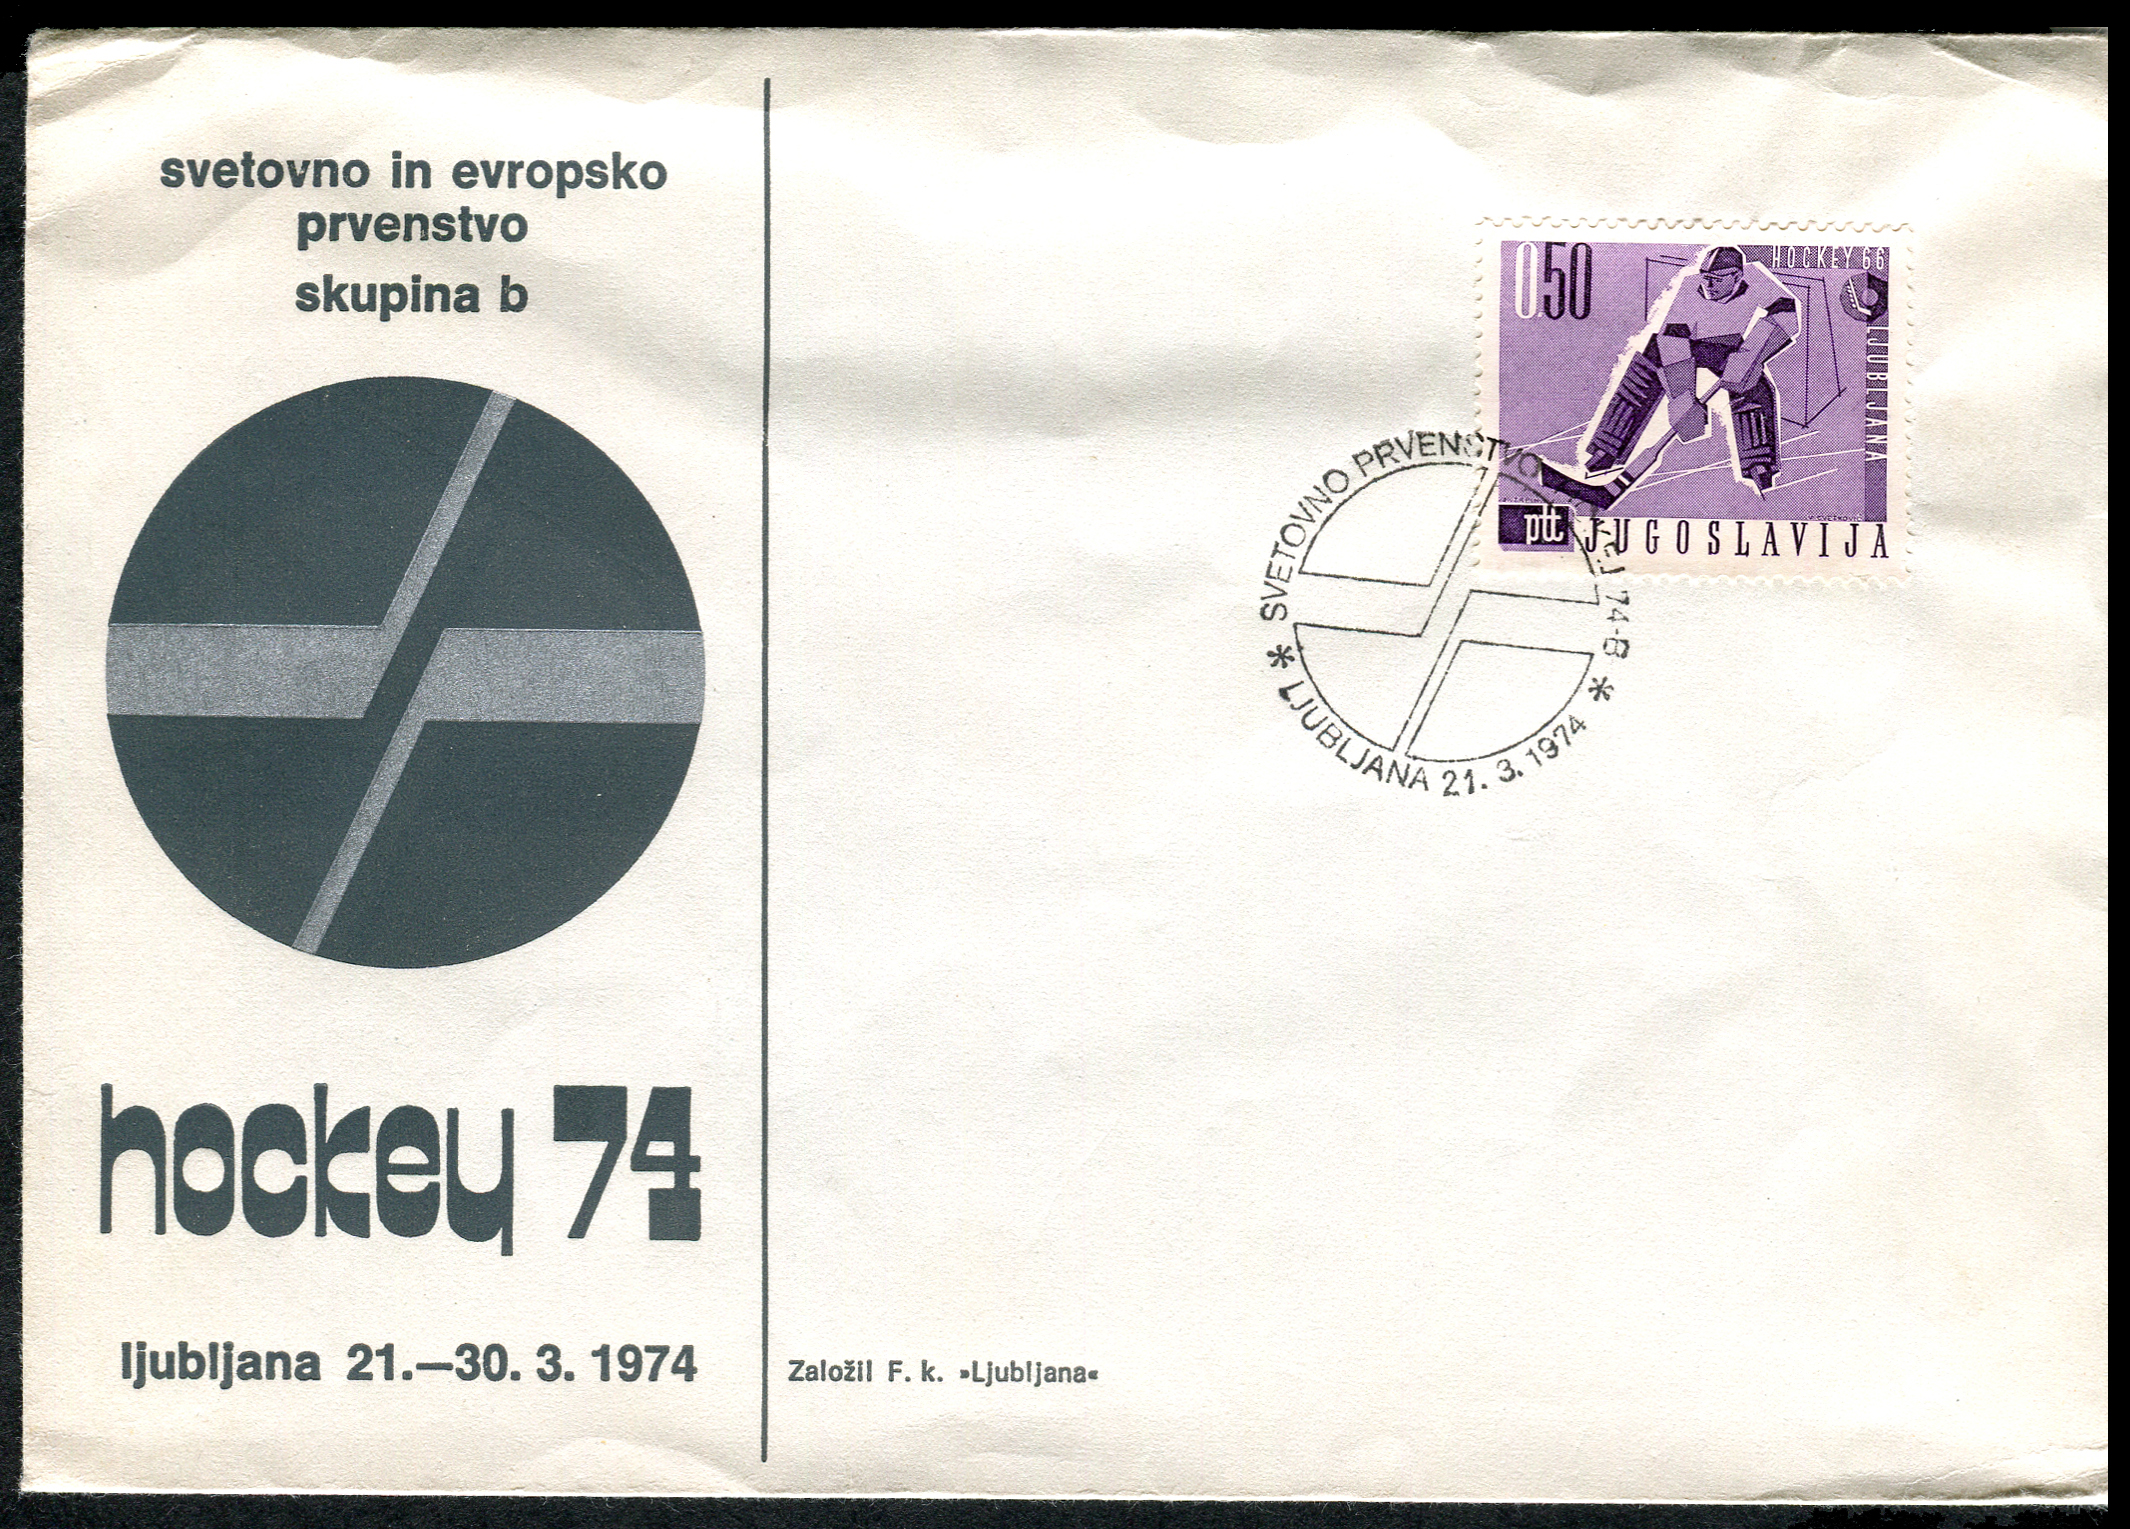 svetovno in evropsko
prvenstvo
skupina b
hockey 74
ljubljana 21.–30. 3. 1974
Založil F. k. »Ljubljana«
0.50
HOCKEY 66
LJUBLJANA
ptt JUGOSLAVIJA
SVETOVNO PRVENSTVO HOKEJ 74-B
* LJUBLJANA 21. 3. 1974 *